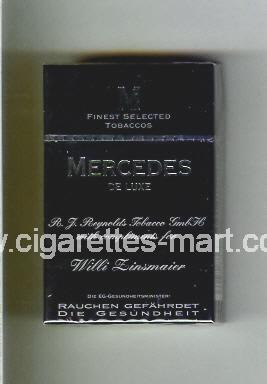 M
FINEST SELECTED
TOBACCOS
MERCEDES
DE LUXE
R. J. Reynolds Tobacco GmbH
www.cigarettes-mart.com
Willi Zinsmaier
DIE EG-GESUNDHEITSMINISTER:
RAUCHEN GEFÄHRDET
DIE GESUNDHEIT